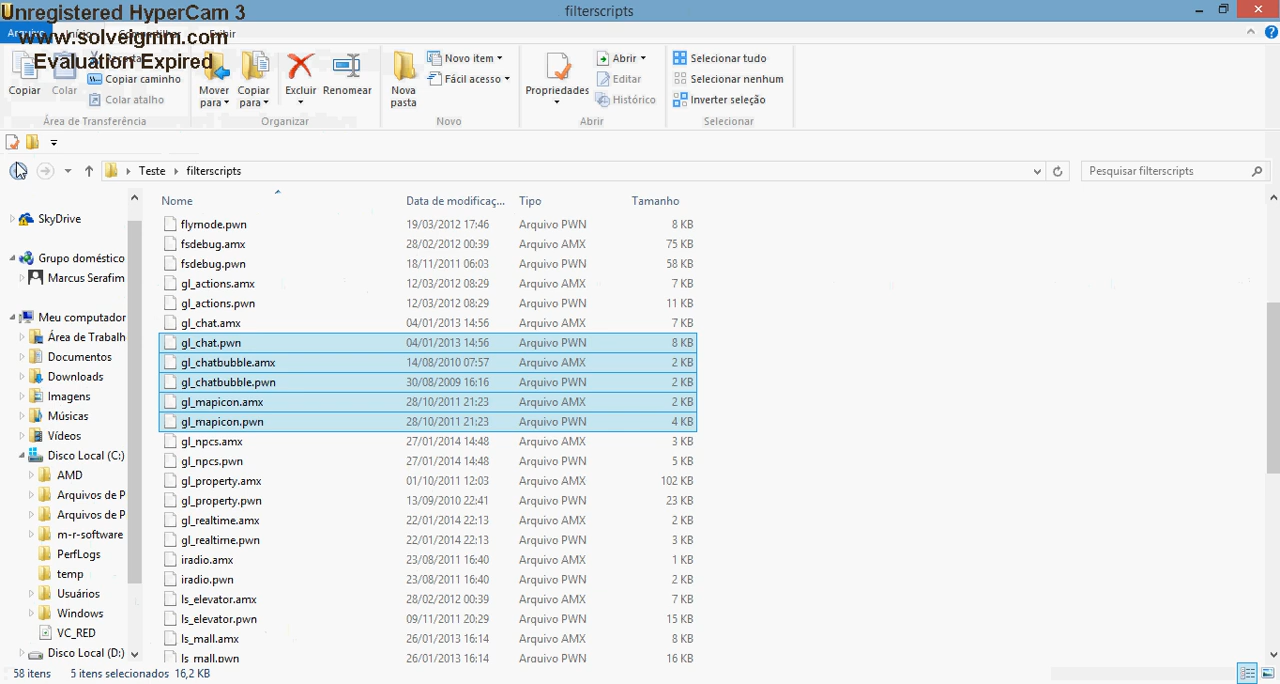 Unregistered HyperCam 3
www.solveigmm.com
Evaluation Expired
filterscripts
Arquivo Início Compartilhar Exibir
Copiar
Colar
Copiar caminho
Colar atalho
Área de Transferência
Mover para
Copiar para
Excluir
Renomear
Organizar
Nova pasta
Novo item
Fácil acesso
Novo
Propriedades
Abrir
Editar
Histórico
Abrir
Selecionar tudo
Selecionar nenhum
Inverter seleção
Selecionar
Teste filterscripts
Pesquisar filterscripts
SkyDrive
Grupo doméstico
Marcus Serafim
Meu computador
Área de Trabalh
Documentos
Downloads
Imagens
Músicas
Vídeos
Disco Local (C:)
AMD
Arquivos de P
Arquivos de P
m-r-software
PerfLogs
temp
Usuários
Windows
VC_RED
Disco Local (D:)
Nome Data de modificaç... Tipo Tamanho
flymode.pwn 19/03/2012 17:46 Arquivo PWN 8 KB
fsdebug.amx 28/02/2012 00:39 Arquivo AMX 75 KB
fsdebug.pwn 18/11/2011 06:03 Arquivo PWN 58 KB
gl_actions.amx 12/03/2012 08:29 Arquivo AMX 7 KB
gl_actions.pwn 12/03/2012 08:29 Arquivo PWN 11 KB
gl_chat.amx 04/01/2013 14:56 Arquivo AMX 7 KB
gl_chat.pwn 04/01/2013 14:56 Arquivo PWN 8 KB
gl_chatbubble.amx 14/08/2010 07:57 Arquivo AMX 2 KB
gl_chatbubble.pwn 30/08/2009 16:16 Arquivo PWN 2 KB
gl_mapicon.amx 28/10/2011 21:23 Arquivo AMX 2 KB
gl_mapicon.pwn 28/10/2011 21:23 Arquivo PWN 4 KB
gl_npcs.amx 27/01/2014 14:48 Arquivo AMX 3 KB
gl_npcs.pwn 27/01/2014 14:48 Arquivo PWN 5 KB
gl_property.amx 01/10/2011 12:03 Arquivo AMX 102 KB
gl_property.pwn 13/09/2010 22:41 Arquivo PWN 23 KB
gl_realtime.amx 22/01/2014 22:13 Arquivo AMX 2 KB
gl_realtime.pwn 22/01/2014 22:13 Arquivo PWN 3 KB
iradio.amx 23/08/2011 16:40 Arquivo AMX 1 KB
iradio.pwn 23/08/2011 16:40 Arquivo PWN 2 KB
ls_elevator.amx 28/02/2012 00:39 Arquivo AMX 7 KB
ls_elevator.pwn 09/11/2011 20:29 Arquivo PWN 15 KB
ls_mall.amx 26/01/2013 16:14 Arquivo AMX 8 KB
ls_mall.pwn 26/01/2013 16:14 Arquivo PWN 16 KB
58 itens 5 itens selecionados 16,2 KB